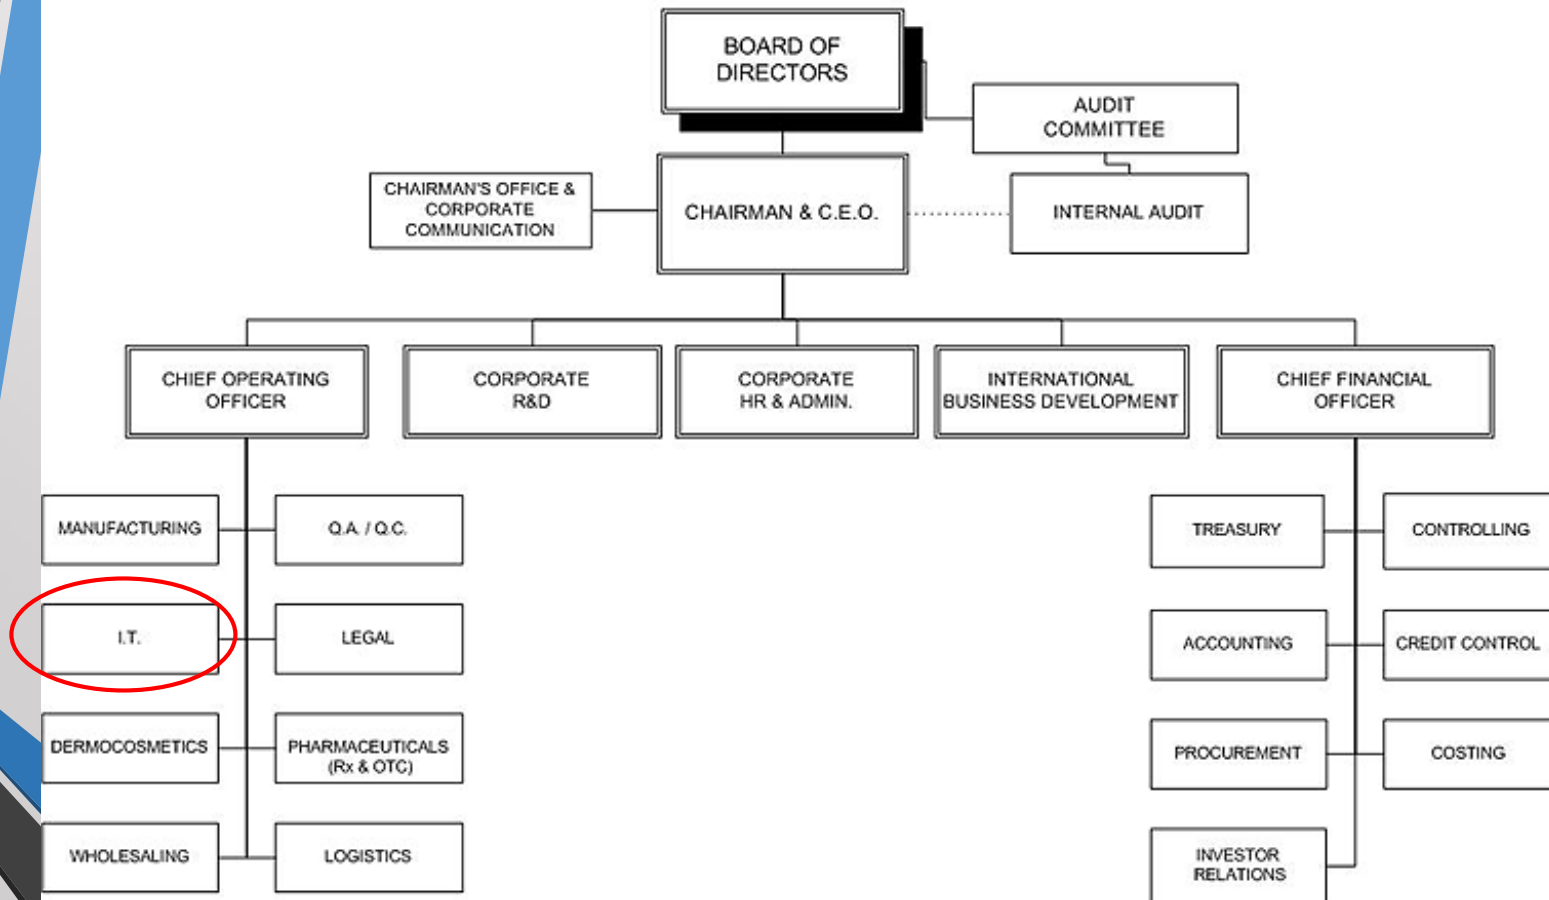 BOARD OF
DIRECTORS
AUDIT
COMMITTEE
CHAIRMAN'S OFFICE &
CORPORATE
COMMUNICATION
CHAIRMAN & C.E.O.
INTERNAL AUDIT
CHIEF OPERATING
OFFICER
CORPORATE
R&D
CORPORATE
HR & ADMIN.
INTERNATIONAL
BUSINESS DEVELOPMENT
CHIEF FINANCIAL
OFFICER
MANUFACTURING
Q.A. / Q.C.
TREASURY
CONTROLLING
I.T.
LEGAL
ACCOUNTING
CREDIT CONTROL
DERMOCOSMETICS
PHARMACEUTICALS
(Rx & OTC)
PROCUREMENT
COSTING
WHOLESALING
LOGISTICS
INVESTOR
RELATIONS